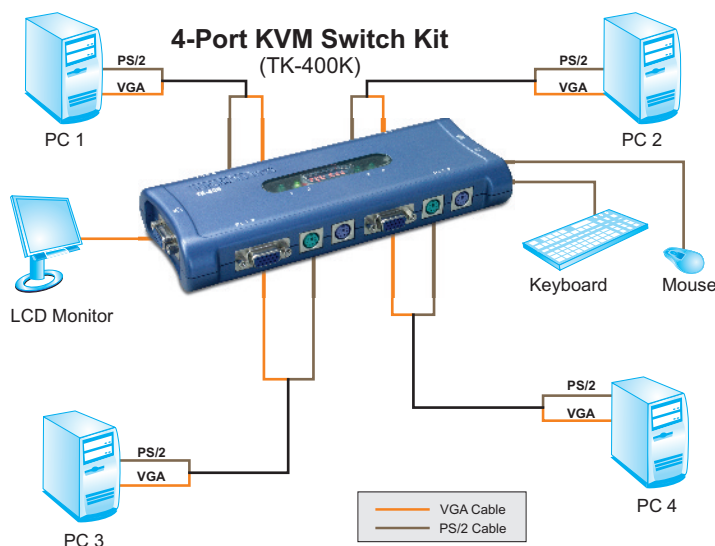 4-Port KVM Switch Kit
(TK-400K)
PS/2
VGA
PC 1
PS/2
VGA
PC 2
LCD Monitor
Keyboard
Mouse
PS/2
VGA
PC 3
PS/2
VGA
PC 4
VGA Cable
PS/2 Cable